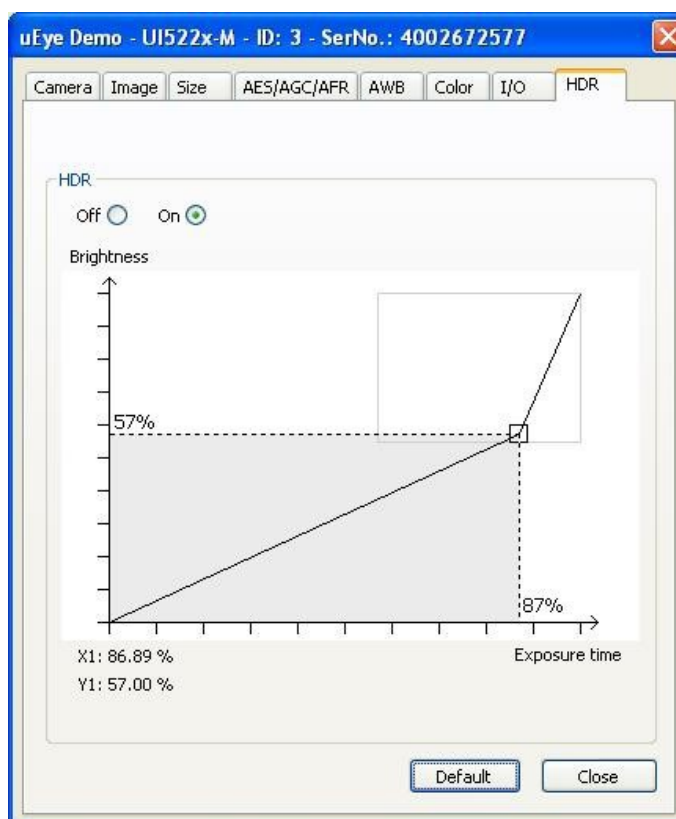 uEye Demo - UI522x-M - ID: 3 - SerNo.: 4002672577
Camera Image Size AES/AGC/AFR AWB Color I/O HDR
HDR
Off On
Brightness
57%
87%
X1: 86.89 % Exposure time
Y1: 57.00 %
Default Close